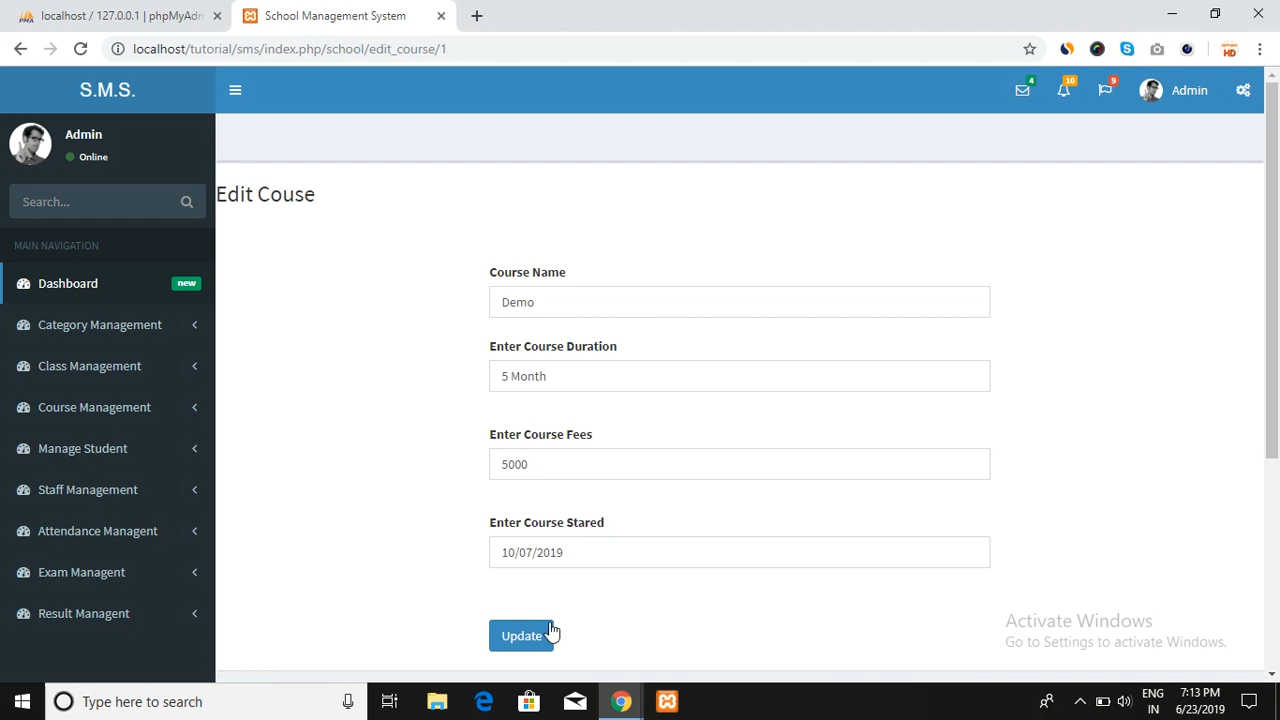 localhost / 127.0.0.1 | phpMyAdm
School Management System
localhost/tutorial/sms/index.php/school/edit_course/1
HD
S.M.S.
4
10
9
Admin
Admin
Online
Search...
MAIN NAVIGATION
Dashboard
new
Category Management
Class Management
Course Management
Manage Student
Staff Management
Attendance Managent
Exam Managent
Result Managent
Edit Couse
Course Name
Demo
Enter Course Duration
5 Month
Enter Course Fees
5000
Enter Course Stared
10/07/2019
Update
Activate Windows
Go to Settings to activate Windows.
Type here to search
ENG
IN
7:13 PM
6/23/2019